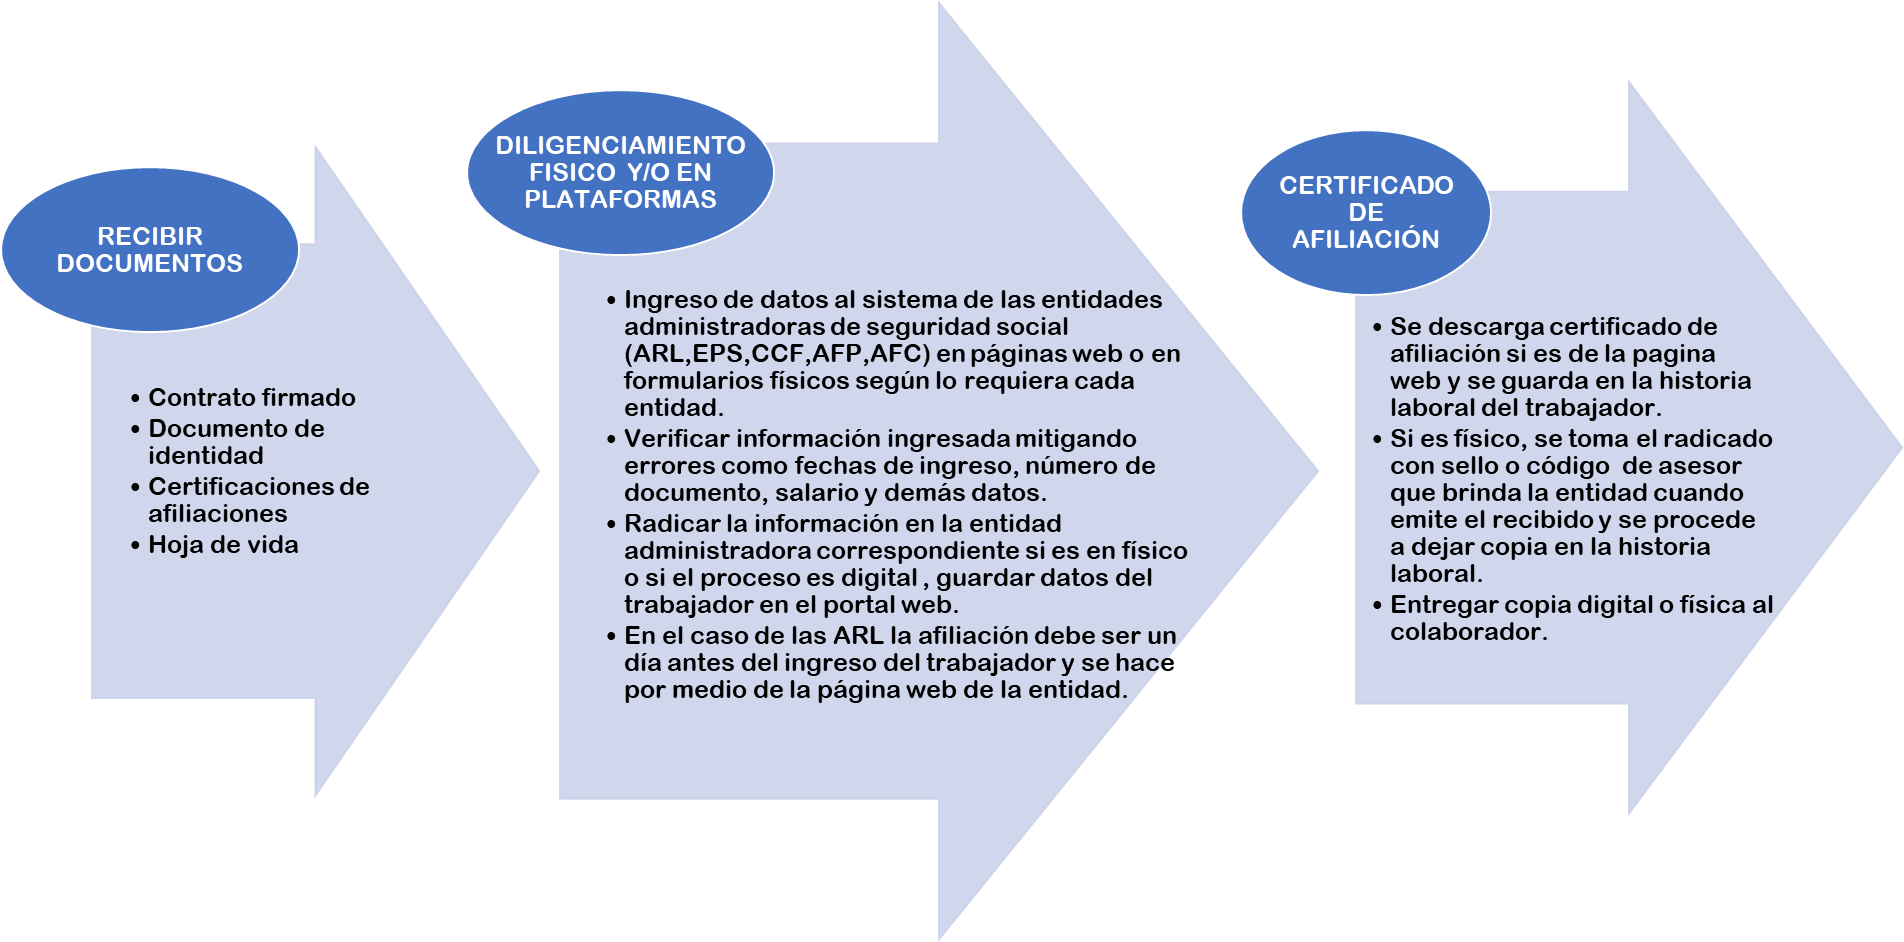 RECIBIR
DOCUMENTOS
• Contrato firmado
• Documento de
identidad
• Certificaciones de
afiliaciones
• Hoja de vida
DILIGENCIAMIENTO
FISICO Y/O EN
PLATAFORMAS
• Ingreso de datos al sistema de las entidades
administradoras de seguridad social
(ARL,EPS,CCF,AFP,AFC) en páginas web o en
formularios físicos según lo requiera cada
entidad.
• Verificar información ingresada mitigando
errores como fechas de ingreso, número de
documento, salario y demás datos.
• Radicar la información en la entidad
administradora correspondiente si es en físico
o si el proceso es digital , guardar datos del
trabajador en el portal web.
• En el caso de las ARL la afiliación debe ser un
día antes del ingreso del trabajador y se hace
por medio de la página web de la entidad.
CERTIFICADO
DE
AFILIACIÓN
• Se descarga certificado de
afiliación si es de la pagina
web y se guarda en la historia
laboral del trabajador.
• Si es físico, se toma el radicado
con sello o código de asesor
que brinda la entidad cuando
emite el recibido y se procede
a dejar copia en la historia
laboral.
• Entregar copia digital o física al
colaborador.